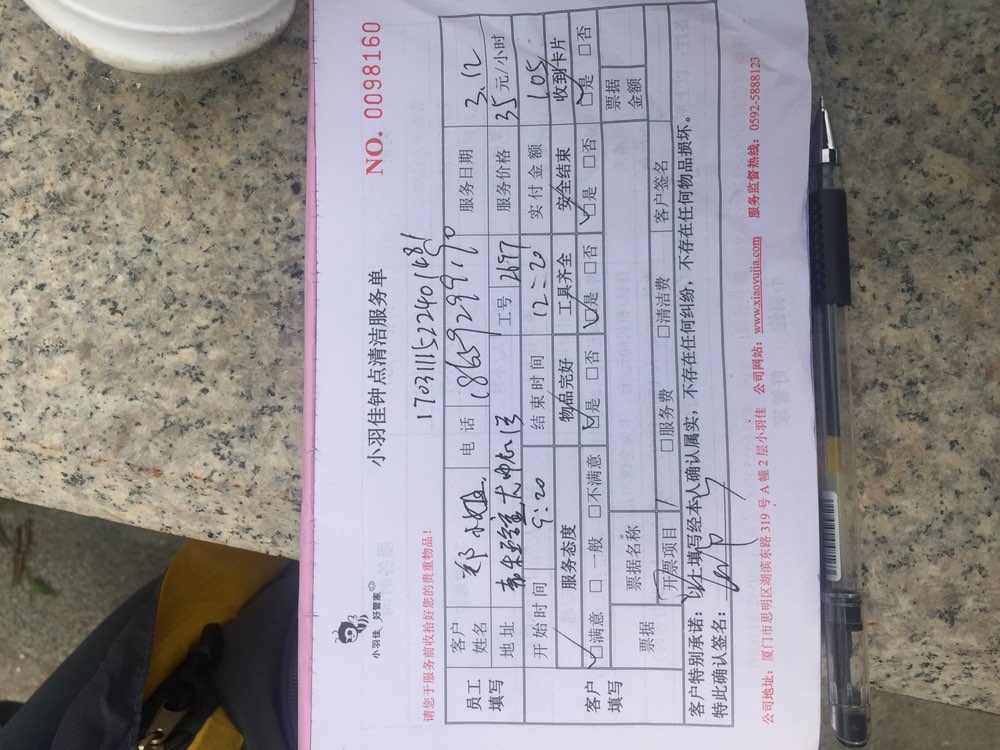 小羽佳 好管家
小羽佳钟点清洁服务单
NO. 0098160
请您于服务前收拾好您的贵重物品!
员工填写
客户姓名 郑小姐 电话 服务日期 3.12
地址 工号 2697 服务价格 35元/小时
客户填写
开始时间 9:20 结束时间 12:20 实付金额 105
服务态度 物品完好 工具齐全 安全结束 收到卡片
☑满意 □一般 □不满意 ☑是 □否 ☑是 □否 ☑是 □否 ☑是 □否
票据 票据名称 票据金额
开票项目 □服务费 □清洁费 客户签名
客户特别承诺:以上填写经本人确认属实,不存在任何纠纷,不存在任何物品损坏。
特此确认签名:
公司地址:厦门市思明区湖滨东路 319 号 A 幢 2 层小羽佳 公司网站:www.xiaoyujia.com 服务监督热线:0592-5888123